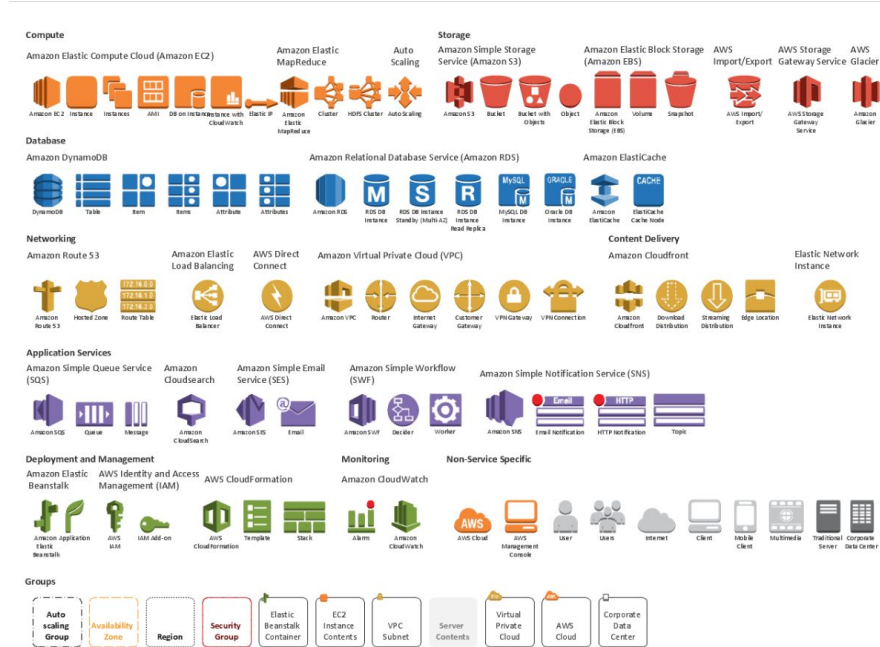 Compute
Storage
Amazon Elastic Compute Cloud (Amazon EC2)
Amazon Elastic
MapReduce
Auto
Scaling
Amazon Simple Storage
Service (Amazon S3)
Amazon Elastic Block Storage
(Amazon EBS)
AWS
Import/Export
AWS Storage
Gateway Service
AWS
Glacier
Amazon EC2
Instance
Instances
AMI
DB on Instance
Instance with
CloudWatch
Elastic IP
Amazon
Elastic
MapReduce
Cluster
HDFS Cluster
Auto Scaling
Amazon S3
Bucket
Bucket with
Objects
Object
Amazon
Elastic Block
Storage (EBS)
Volume
Snapshot
AWS Import/
Export
AWS Storage
Gateway
Service
Amazon
Glacier
Database
Amazon DynamoDB
Amazon Relational Database Service (Amazon RDS)
Amazon ElastiCache
M
S
R
MySQL
M
ORACLE
M
CACHE
DynamoDB
Table
Item
Items
Attribute
Attributes
Amazon RDS
RDS DB
Instance
RDS DB Instance
Standby (Multi-AZ)
RDS DB
Instance
Read Replica
MySQL DB
Instance
Oracle DB
Instance
Amazon
ElastiCache
ElastiCache
Cache Node
Networking
Content Delivery
Amazon Route 53
Amazon Elastic
Load Balancing
AWS Direct
Connect
Amazon Virtual Private Cloud (VPC)
Amazon Cloudfront
Elastic Network
Instance
172.16.0.0
172.16.1.0
172.16.2.0
Amazon
Route 53
Hosted Zone
Route Table
Elastic Load
Balancer
AWS Direct
Connect
Amazon VPC
Router
Internet
Gateway
Customer
Gateway
VPN Gateway
VPN Connection
Amazon
Cloudfront
Download
Distribution
Streaming
Distribution
Edge Location
Elastic Network
Instance
Application Services
Amazon Simple Queue Service
(SQS)
Amazon
Cloudsearch
Amazon Simple Email
Service (SES)
Amazon Simple Workflow
(SWF)
Amazon Simple Notification Service (SNS)
@
Email
HTTP
Amazon SQS
Queue
Message
Amazon
CloudSearch
Amazon SES
Email
Amazon SWF
Decider
Worker
Amazon SNS
Email Notification
HTTP Notification
Topic
Deployment and Management
Monitoring
Non-Service Specific
Amazon Elastic
Beanstalk
AWS Identity and Access
Management (IAM)
AWS CloudFormation
Amazon CloudWatch
AWS
Amazon
Elastic
Beanstalk
Application
AWS
IAM
IAM Add-on
AWS
CloudFormation
Template
Stack
Alarm
Amazon
CloudWatch
AWS Cloud
AWS
Management
Console
User
Users
Internet
Client
Mobile
Client
Multimedia
Traditional
Server
Corporate
Data Center
Groups
Auto
scaling
Group
Availability
Zone
Region
Security
Group
Elastic
Beanstalk
Container
EC2
Instance
Contents
VPC
Subnet
Server
Contents
Virtual
Private
Cloud
AWS
Cloud
Corporate
Data
Center